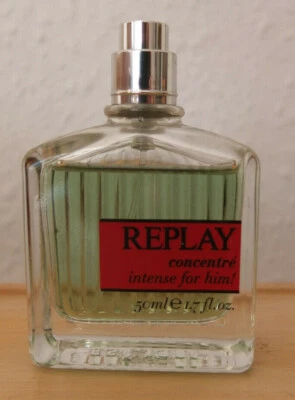 REPLAY
concentré
intense for him!
50ml e 1.7 fl.oz.